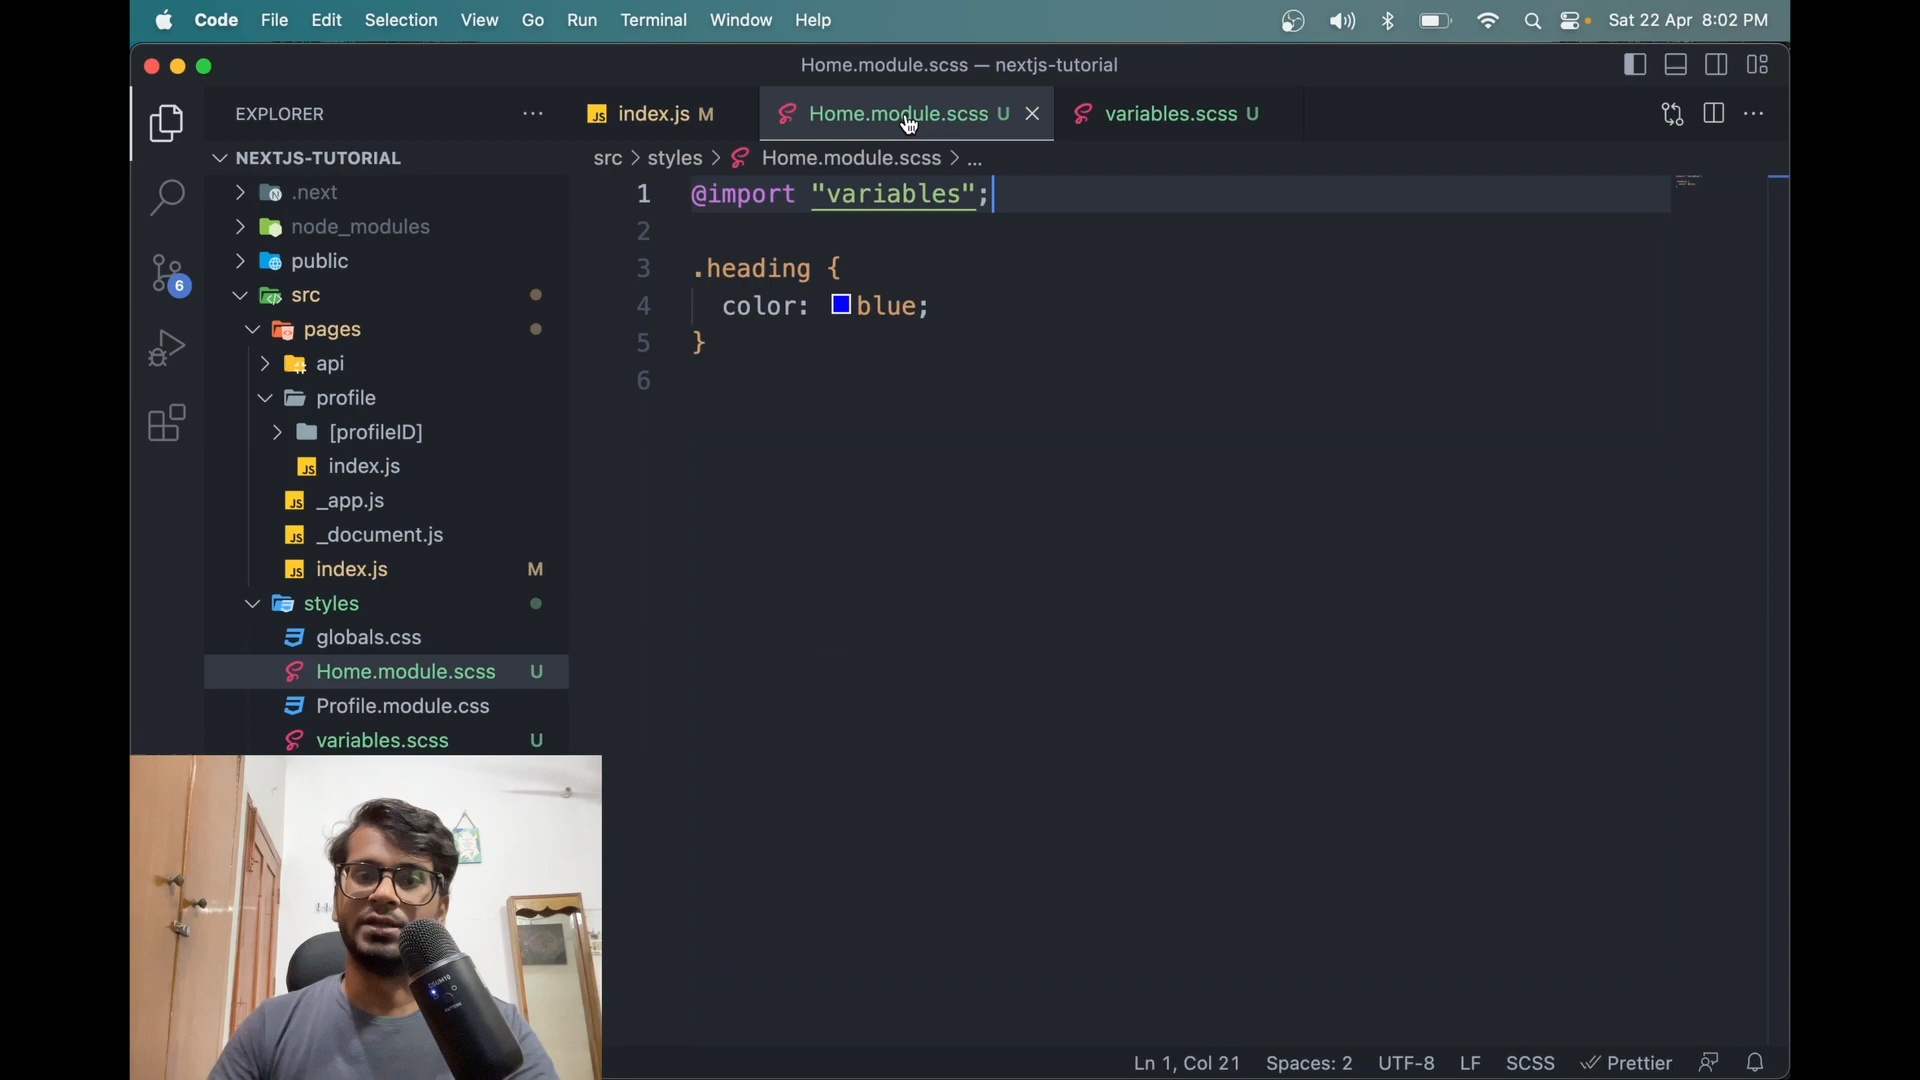 Code File Edit Selection View Go Run Terminal Window Help Sat 22 Apr 8:02 PM
Home.module.scss — nextjs-tutorial
EXPLORER
index.js M
Home.module.scss U
variables.scss U
NEXTJS-TUTORIAL
src > styles > Home.module.scss > ...
.next
node_modules
public
src
pages
api
profile
[profileID]
index.js
_app.js
_document.js
index.js M
styles
globals.css
Home.module.scss U
Profile.module.css
variables.scss U
6
1 @import "variables";
2
3 .heading {
4 color: blue;
5 }
6
Ln 1, Col 21 Spaces: 2 UTF-8 LF SCSS Prettier